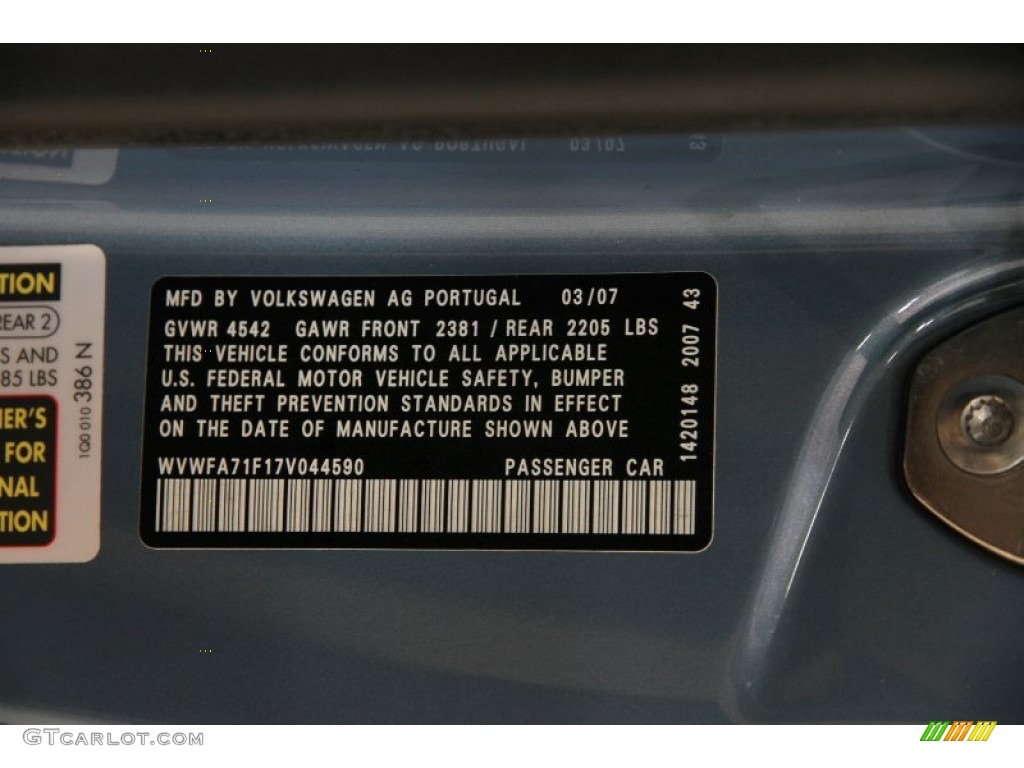 TION
REAR 2
S AND
85 LBS
ER'S
FOR
NAL
TION
1Q0 010 386 N
MFD BY VOLKSWAGEN AG PORTUGAL 03/07
GVWR 4542 GAWR FRONT 2381 / REAR 2205 LBS
THIS VEHICLE CONFORMS TO ALL APPLICABLE
U.S. FEDERAL MOTOR VEHICLE SAFETY, BUMPER
AND THEFT PREVENTION STANDARDS IN EFFECT
ON THE DATE OF MANUFACTURE SHOWN ABOVE
WVWFA71F17V044590 PASSENGER CAR
1420148 2007 43
GTCARLOT.COM